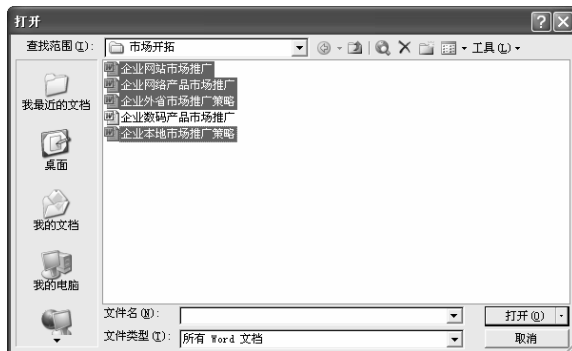 打开
查找范围(I): 市场开拓 工具(L)
企业网站市场推广
企业网络产品市场推广
企业外省市场推广策略
企业数码产品市场推广
企业本地市场推广策略
我最近的文档
桌面
我的文档
我的电脑
文件名(N): 打开(O)
文件类型(T): 所有 Word 文档 取消